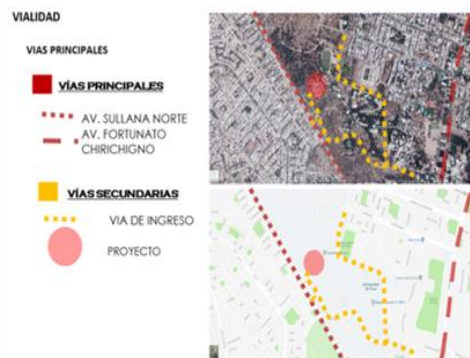 VIALIDAD
VIAS PRINCIPALES
VÍAS PRINCIPALES
AV. SULLANA NORTE
AV. FORTUNATO
CHIRICHIGNO
VÍAS SECUNDARIAS
VIA DE INGRESO
PROYECTO